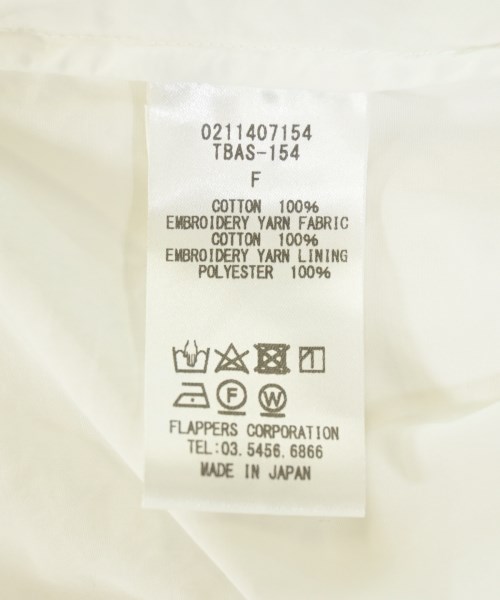 0211407154
TBAS-154
F
COTTON 100%
EMBROIDERY YARN FABRIC
COTTON 100%
EMBROIDERY YARN LINING
POLYESTER 100%
F W
FLAPPERS CORPORATION
TEL:03.5456.6866
MADE IN JAPAN